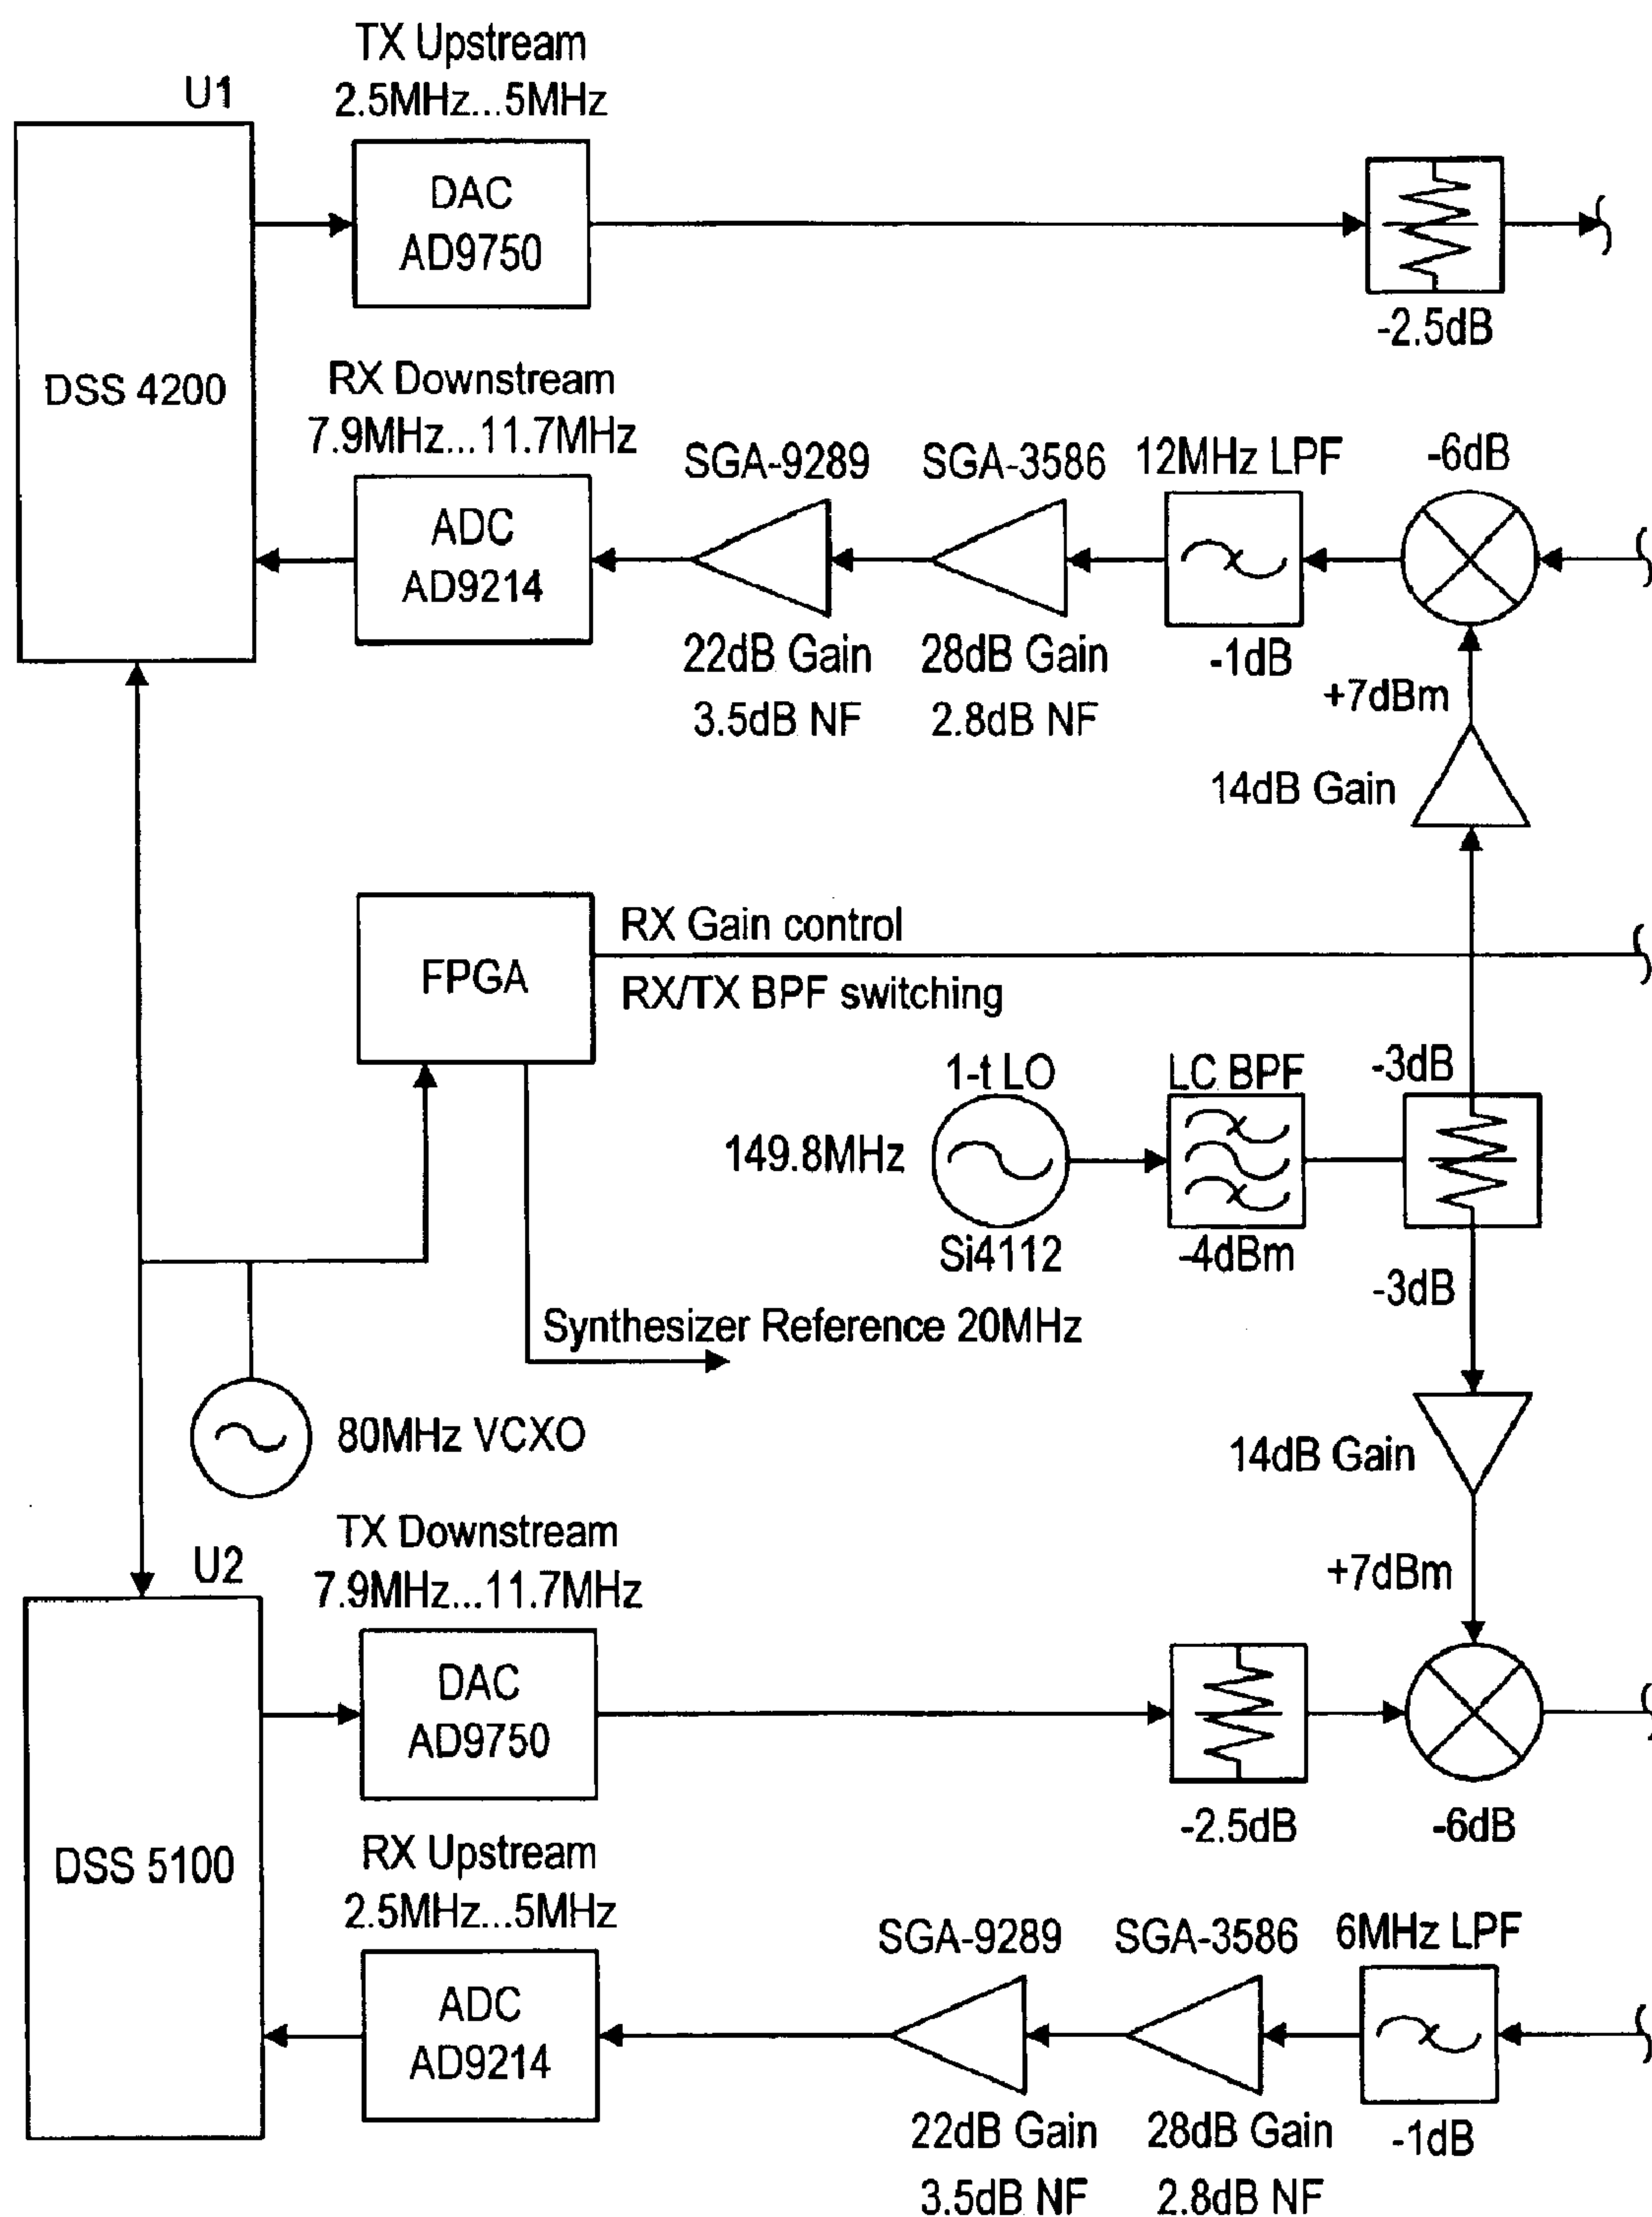 TX Upstream
2.5MHz...5MHz
U1
DAC
AD9750
-2.5dB
DSS 4200
RX Downstream
7.9MHz...11.7MHz
ADC
AD9214
SGA-9289
22dB Gain
3.5dB NF
SGA-3586
28dB Gain
2.8dB NF
12MHz LPF
-1dB
-6dB
+7dBm
14dB Gain
FPGA
RX Gain control
RX/TX BPF switching
1-t LO
149.8MHz
Si4112
LC BPF
-4dBm
-3dB
-3dB
Synthesizer Reference 20MHz
80MHz VCXO
14dB Gain
+7dBm
TX Downstream
7.9MHz...11.7MHz
U2
DAC
AD9750
-2.5dB
-6dB
DSS 5100
RX Upstream
2.5MHz...5MHz
ADC
AD9214
SGA-9289
22dB Gain
3.5dB NF
SGA-3586
28dB Gain
2.8dB NF
6MHz LPF
-1dB